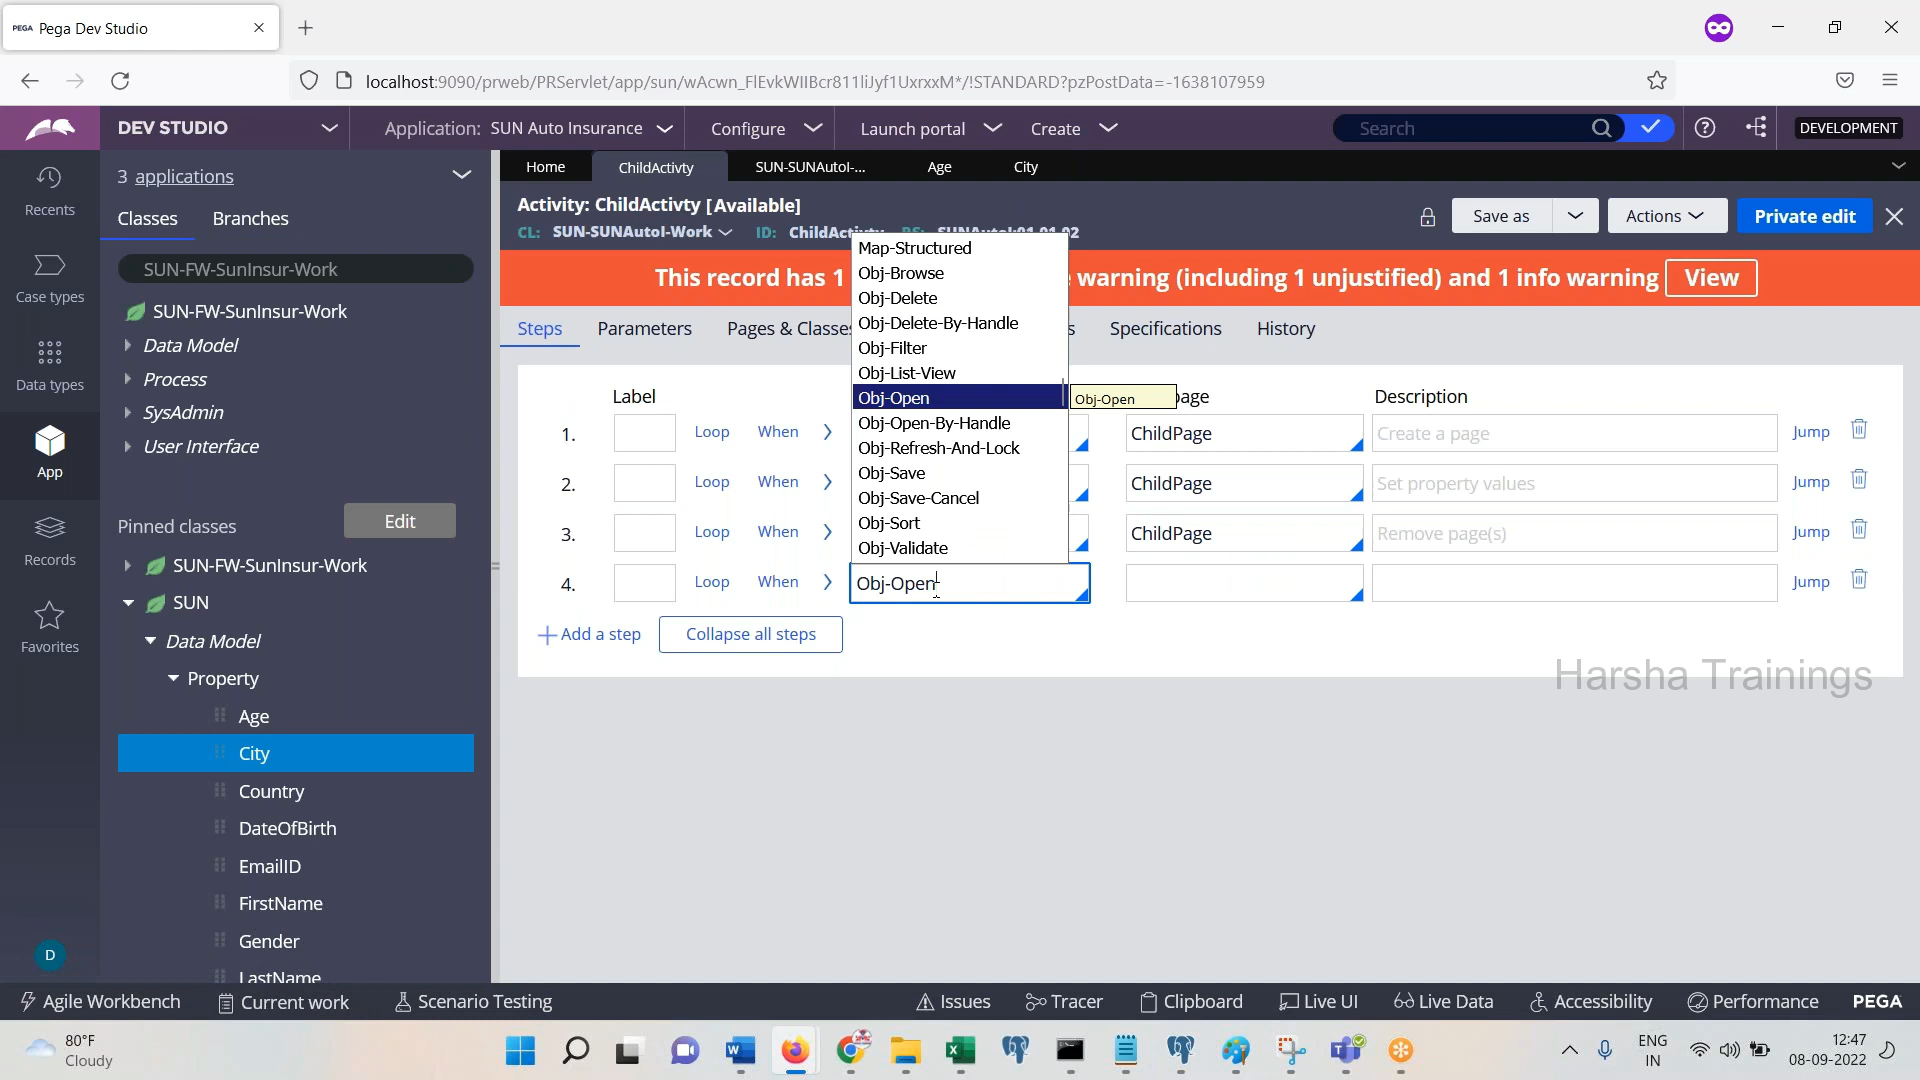 PEGA Pega Dev Studio
localhost:9090/prweb/PRServlet/app/sun/wAcwn_FlEvkWIIBcr811liJyf1UxrxxM*/!STANDARD?pzPostData=-1638107959
DEV STUDIO
Application: SUN Auto Insurance
Configure
Launch portal
Create
Search
DEVELOPMENT
Recents
Case types
Data types
App
Records
Favorites
D
3 applications
Classes
Branches
SUN-FW-SunInsur-Work
SUN-FW-SunInsur-Work
Data Model
Process
SysAdmin
User Interface
Pinned classes
Edit
SUN-FW-SunInsur-Work
SUN
Data Model
Property
Age
City
Country
DateOfBirth
EmailID
FirstName
Gender
LastName
Home
ChildActivty
SUN-SUNAutoI-...
Age
City
Activity: ChildActivty [Available]
CL: SUN-SUNAutoI-Work
ID: ChildActivty
RS: SUNAutoI:01.01.02
Save as
Actions
Private edit
This record has 1
warning (including 1 unjustified) and 1 info warning
View
Steps
Parameters
Pages & Classes
Specifications
History
Label
page
Description
1.
Loop
When
ChildPage
Create a page
Jump
2.
Loop
When
ChildPage
Set property values
Jump
3.
Loop
When
ChildPage
Remove page(s)
Jump
4.
Loop
When
Obj-Open
Jump
Map-Structured
Obj-Browse
Obj-Delete
Obj-Delete-By-Handle
Obj-Filter
Obj-List-View
Obj-Open
Obj-Open
Obj-Open-By-Handle
Obj-Refresh-And-Lock
Obj-Save
Obj-Save-Cancel
Obj-Sort
Obj-Validate
Add a step
Collapse all steps
Harsha Trainings
Agile Workbench
Current work
Scenario Testing
Issues
Tracer
Clipboard
Live UI
Live Data
Accessibility
Performance
PEGA
80°F
Cloudy
ENG
IN
12:47
08-09-2022